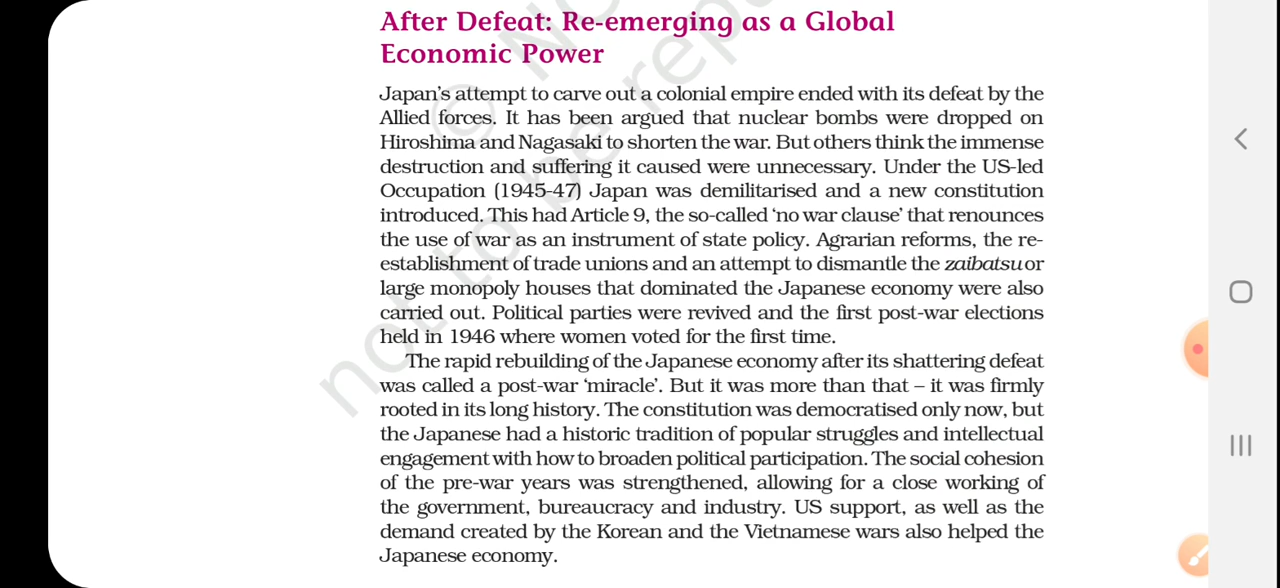 After Defeat: Re-emerging as a Global
Economic Power
Japan's attempt to carve out a colonial empire ended with its defeat by the
Allied forces. It has been argued that nuclear bombs were dropped on
Hiroshima and Nagasaki to shorten the war. But others think the immense
destruction and suffering it caused were unnecessary. Under the US-led
Occupation (1945-47) Japan was demilitarised and a new constitution
introduced. This had Article 9, the so-called ‘no war clause’ that renounces
the use of war as an instrument of state policy. Agrarian reforms, the re-
establishment of trade unions and an attempt to dismantle the zaibatsu or
large monopoly houses that dominated the Japanese economy were also
carried out. Political parties were revived and the first post-war elections
held in 1946 where women voted for the first time.
The rapid rebuilding of the Japanese economy after its shattering defeat
was called a post-war ‘miracle’. But it was more than that – it was firmly
rooted in its long history. The constitution was democratised only now, but
the Japanese had a historic tradition of popular struggles and intellectual
engagement with how to broaden political participation. The social cohesion
of the pre-war years was strengthened, allowing for a close working of
the government, bureaucracy and industry. US support, as well as the
demand created by the Korean and the Vietnamese wars also helped the
Japanese economy.
© N
not to be repu